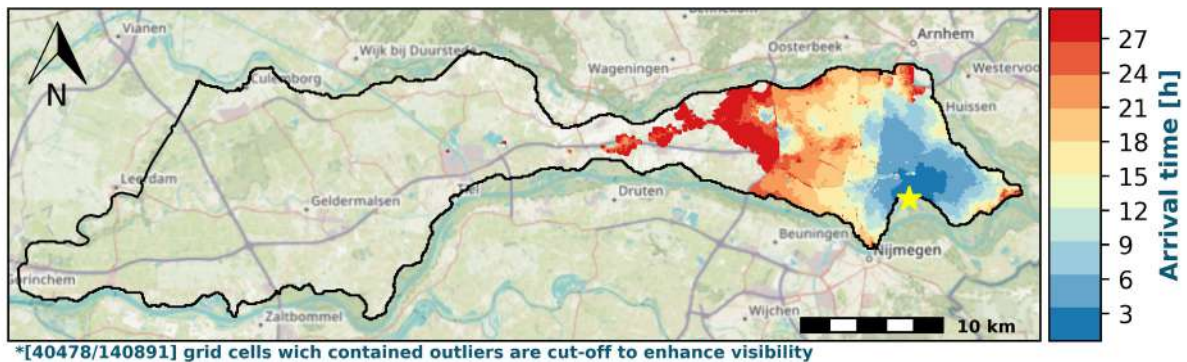 Vianen
Wijk bij Duurstede
Oosterbeek
Arnhem
N
Culemborg
Wageningen
Westervoo
Huissen
Leerdam
Geldermalsen
Tiel
Druten
Beuningen
Nijmegen
Gorinchem
Zaltbommel
Wijchen
10 km
27
24
21
18
15
12
9
6
3
Arrival time [h]
*[40478/140891] grid cells wich contained outliers are cut-off to enhance visibility